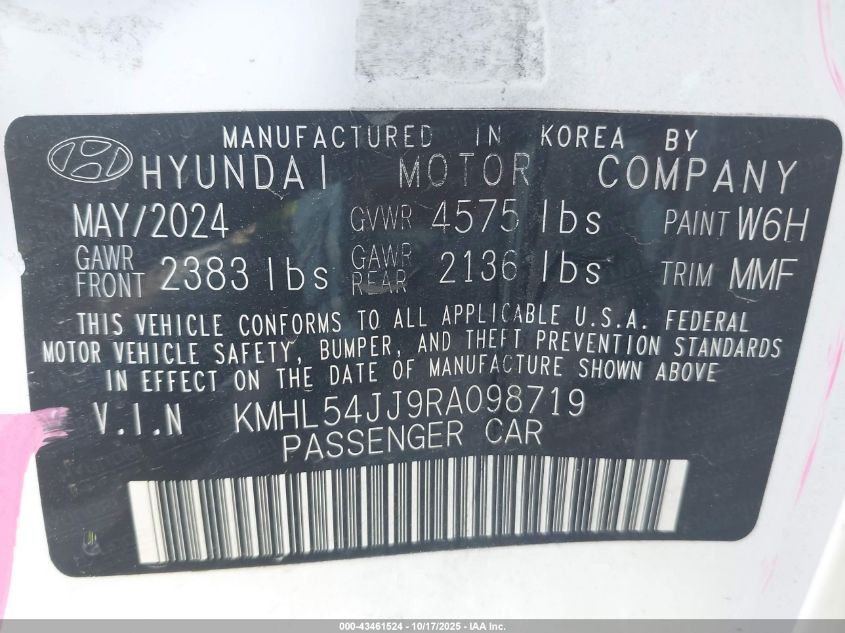 MANUFACTURED IN KOREA BY
HYUNDAI MOTOR COMPANY
MAY/2024 GVWR 4575 lbs PAINT W6H
GAWR FRONT 2383 lbs GAWR REAR 2136 lbs TRIM MMF
THIS VEHICLE CONFORMS TO ALL APPLICABLE U.S.A. FEDERAL
MOTOR VEHICLE SAFETY, BUMPER, AND THEFT PREVENTION STANDARDS
IN EFFECT ON THE DATE OF MANUFACTURE SHOWN ABOVE
V.I.N KMHL54JJ9RA098719
PASSENGER CAR
000-43461524 - 10/17/2025 - IAA Inc.